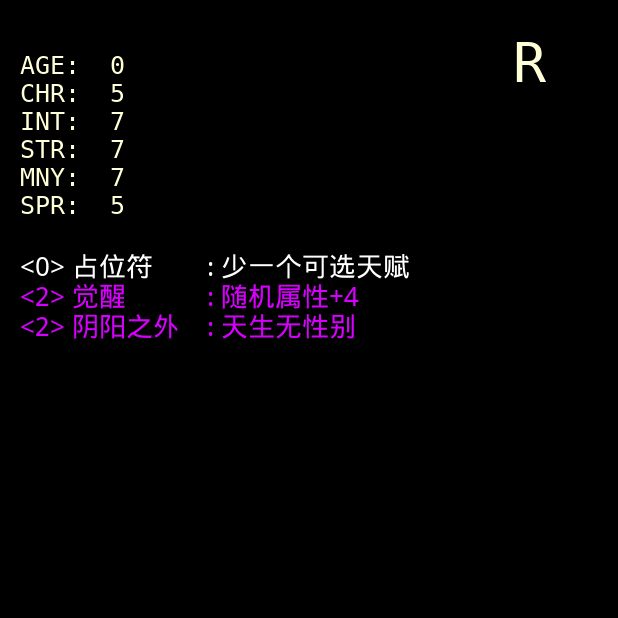 R
AGE: 0
CHR: 5
INT: 7
STR: 7
MNY: 7
SPR: 5
<0> 占位符 : 少一个可选天赋
<2> 觉醒 : 随机属性+4
<2> 阴阳之外 : 天生无性别